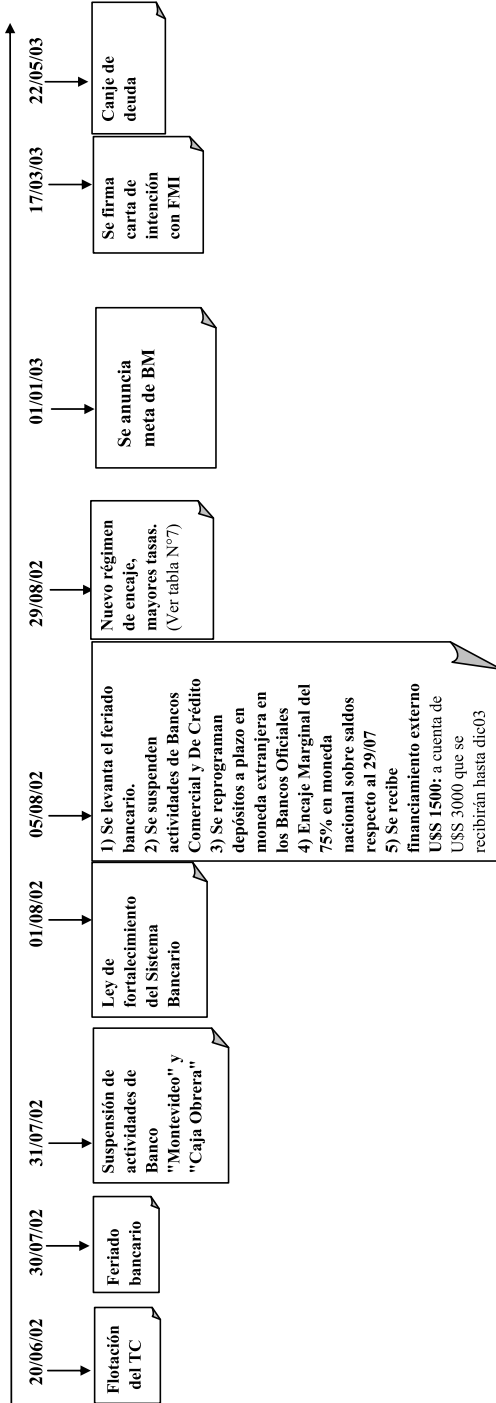 20/06/02
Flotación
del TC
30/07/02
Feriado
bancario
31/07/02
Suspensión de
actividades de
Banco
"Montevideo" y
"Caja Obrera"
01/08/02
Ley de
fortalecimiento
del Sistema
Bancario
05/08/02
1) Se levanta el feriado
bancario.
2) Se suspenden
actividades de Bancos
Comercial y De Crédito
3) Se reprograman
depósitos a plazo en
moneda extranjera en
los Bancos Oficiales
4) Encaje Marginal del
75% en moneda
nacional sobre saldos
respecto al 29/07
5) Se recibe
financiamiento externo
U$S 1500: a cuenta de
U$S 3000 que se
recibirán hasta dic03
29/08/02
Nuevo régimen
de encaje,
mayores tasas.
(Ver tabla N°7)
01/01/03
Se anuncia
meta de BM
17/03/03
Se firma
carta de
intención
con FMI
22/05/03
Canje de
deuda